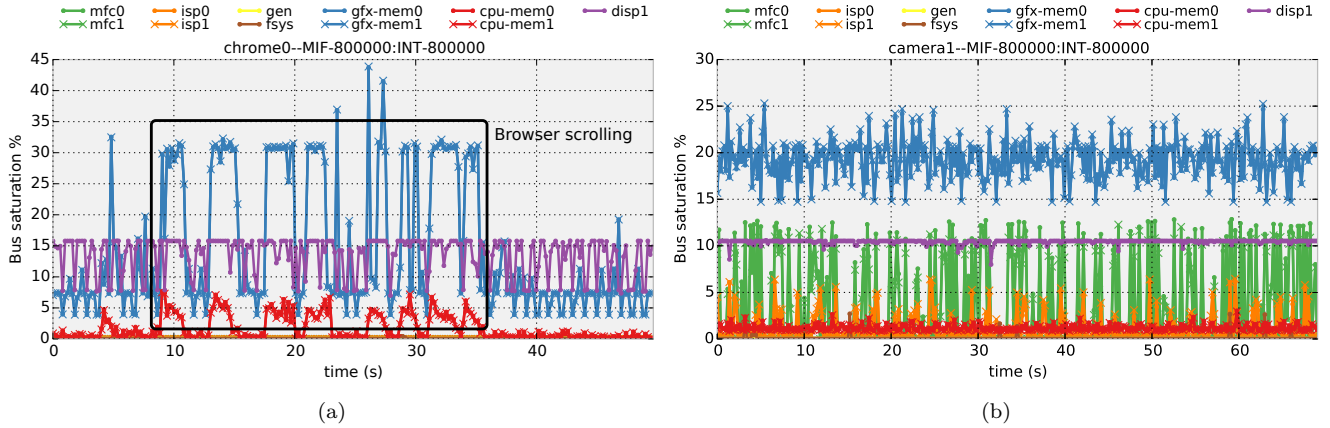 mfc0 isp0 gen gfx-mem0 cpu-mem0 disp1
mfc1 isp1 fsys gfx-mem1 cpu-mem1
chrome0--MIF-800000:INT-800000
Bus saturation %
45
40
35
30
25
20
15
10
5
0
Browser scrolling
0 10 20 30 40
time (s)
(a)
mfc0 isp0 gen gfx-mem0 cpu-mem0 disp1
mfc1 isp1 fsys gfx-mem1 cpu-mem1
camera1--MIF-800000:INT-800000
Bus saturation %
30
25
20
15
10
5
0
0 10 20 30 40 50 60
time (s)
(b)